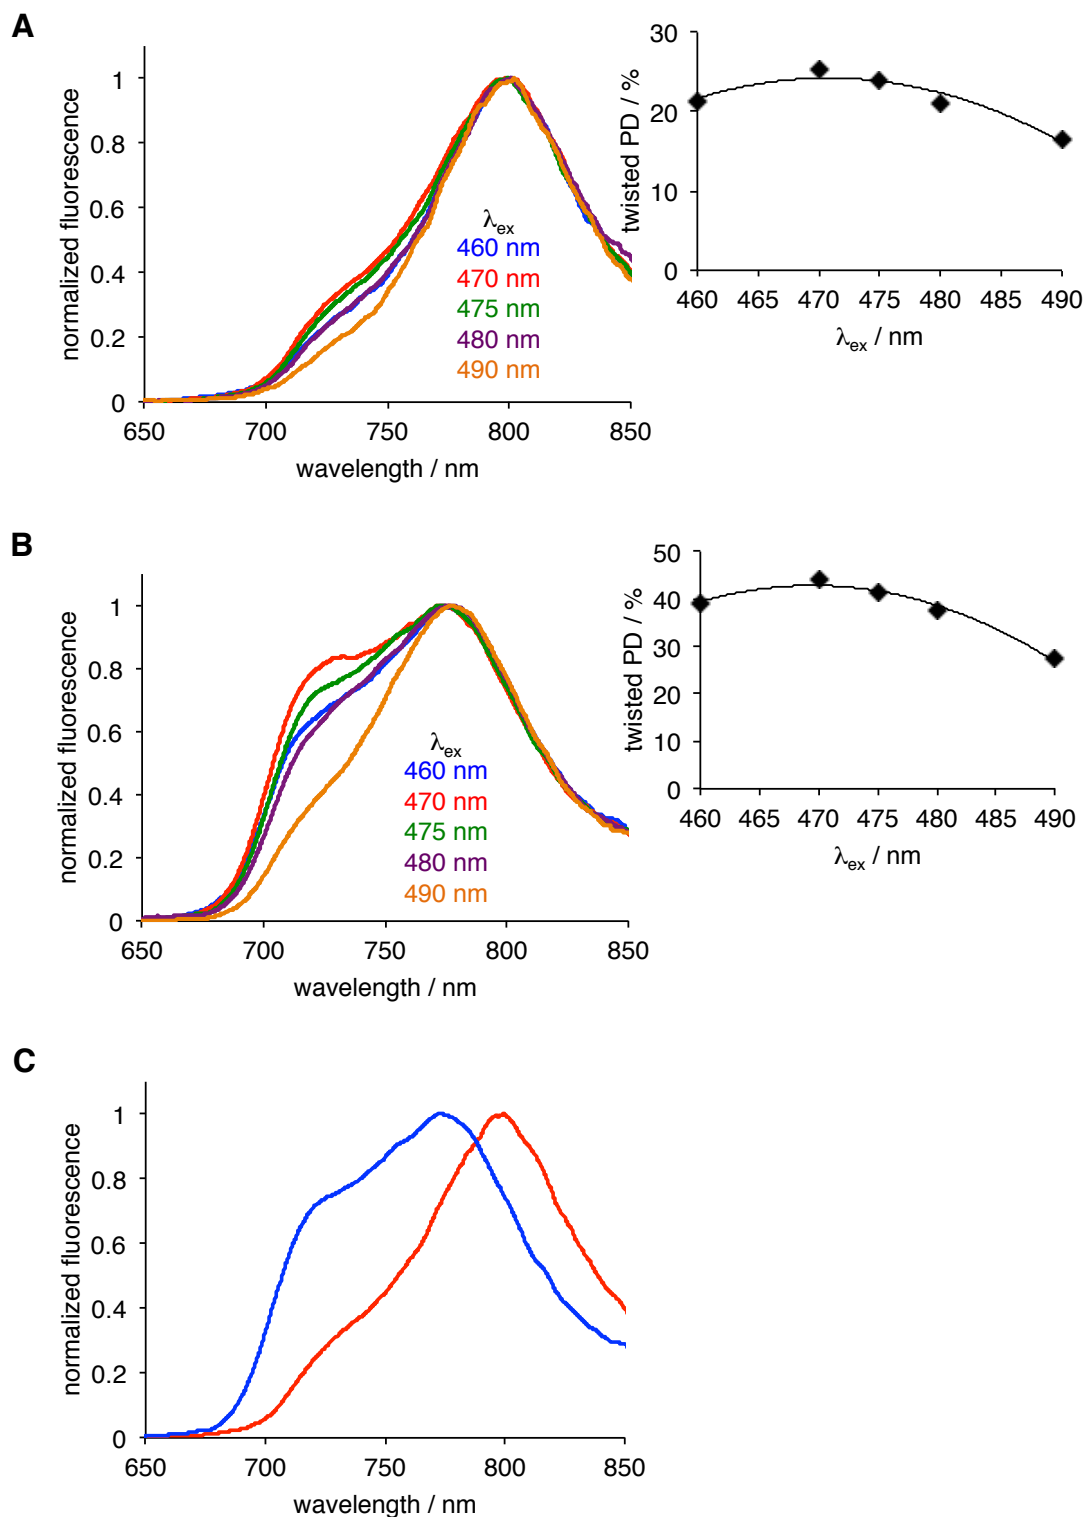 A
normalized fluorescence
1
0.8
0.6
0.4
0.2
0
650 700 750 800 850
wavelength / nm
λex
460 nm
470 nm
475 nm
480 nm
490 nm
twisted PD / %
30
20
10
0
460 465 470 475 480 485 490
λex / nm
B
normalized fluorescence
1
0.8
0.6
0.4
0.2
0
650 700 750 800 850
wavelength / nm
λex
460 nm
470 nm
475 nm
480 nm
490 nm
twisted PD / %
50
40
30
20
10
0
460 465 470 475 480 485 490
λex / nm
C
normalized fluorescence
1
0.8
0.6
0.4
0.2
0
650 700 750 800 850
wavelength / nm